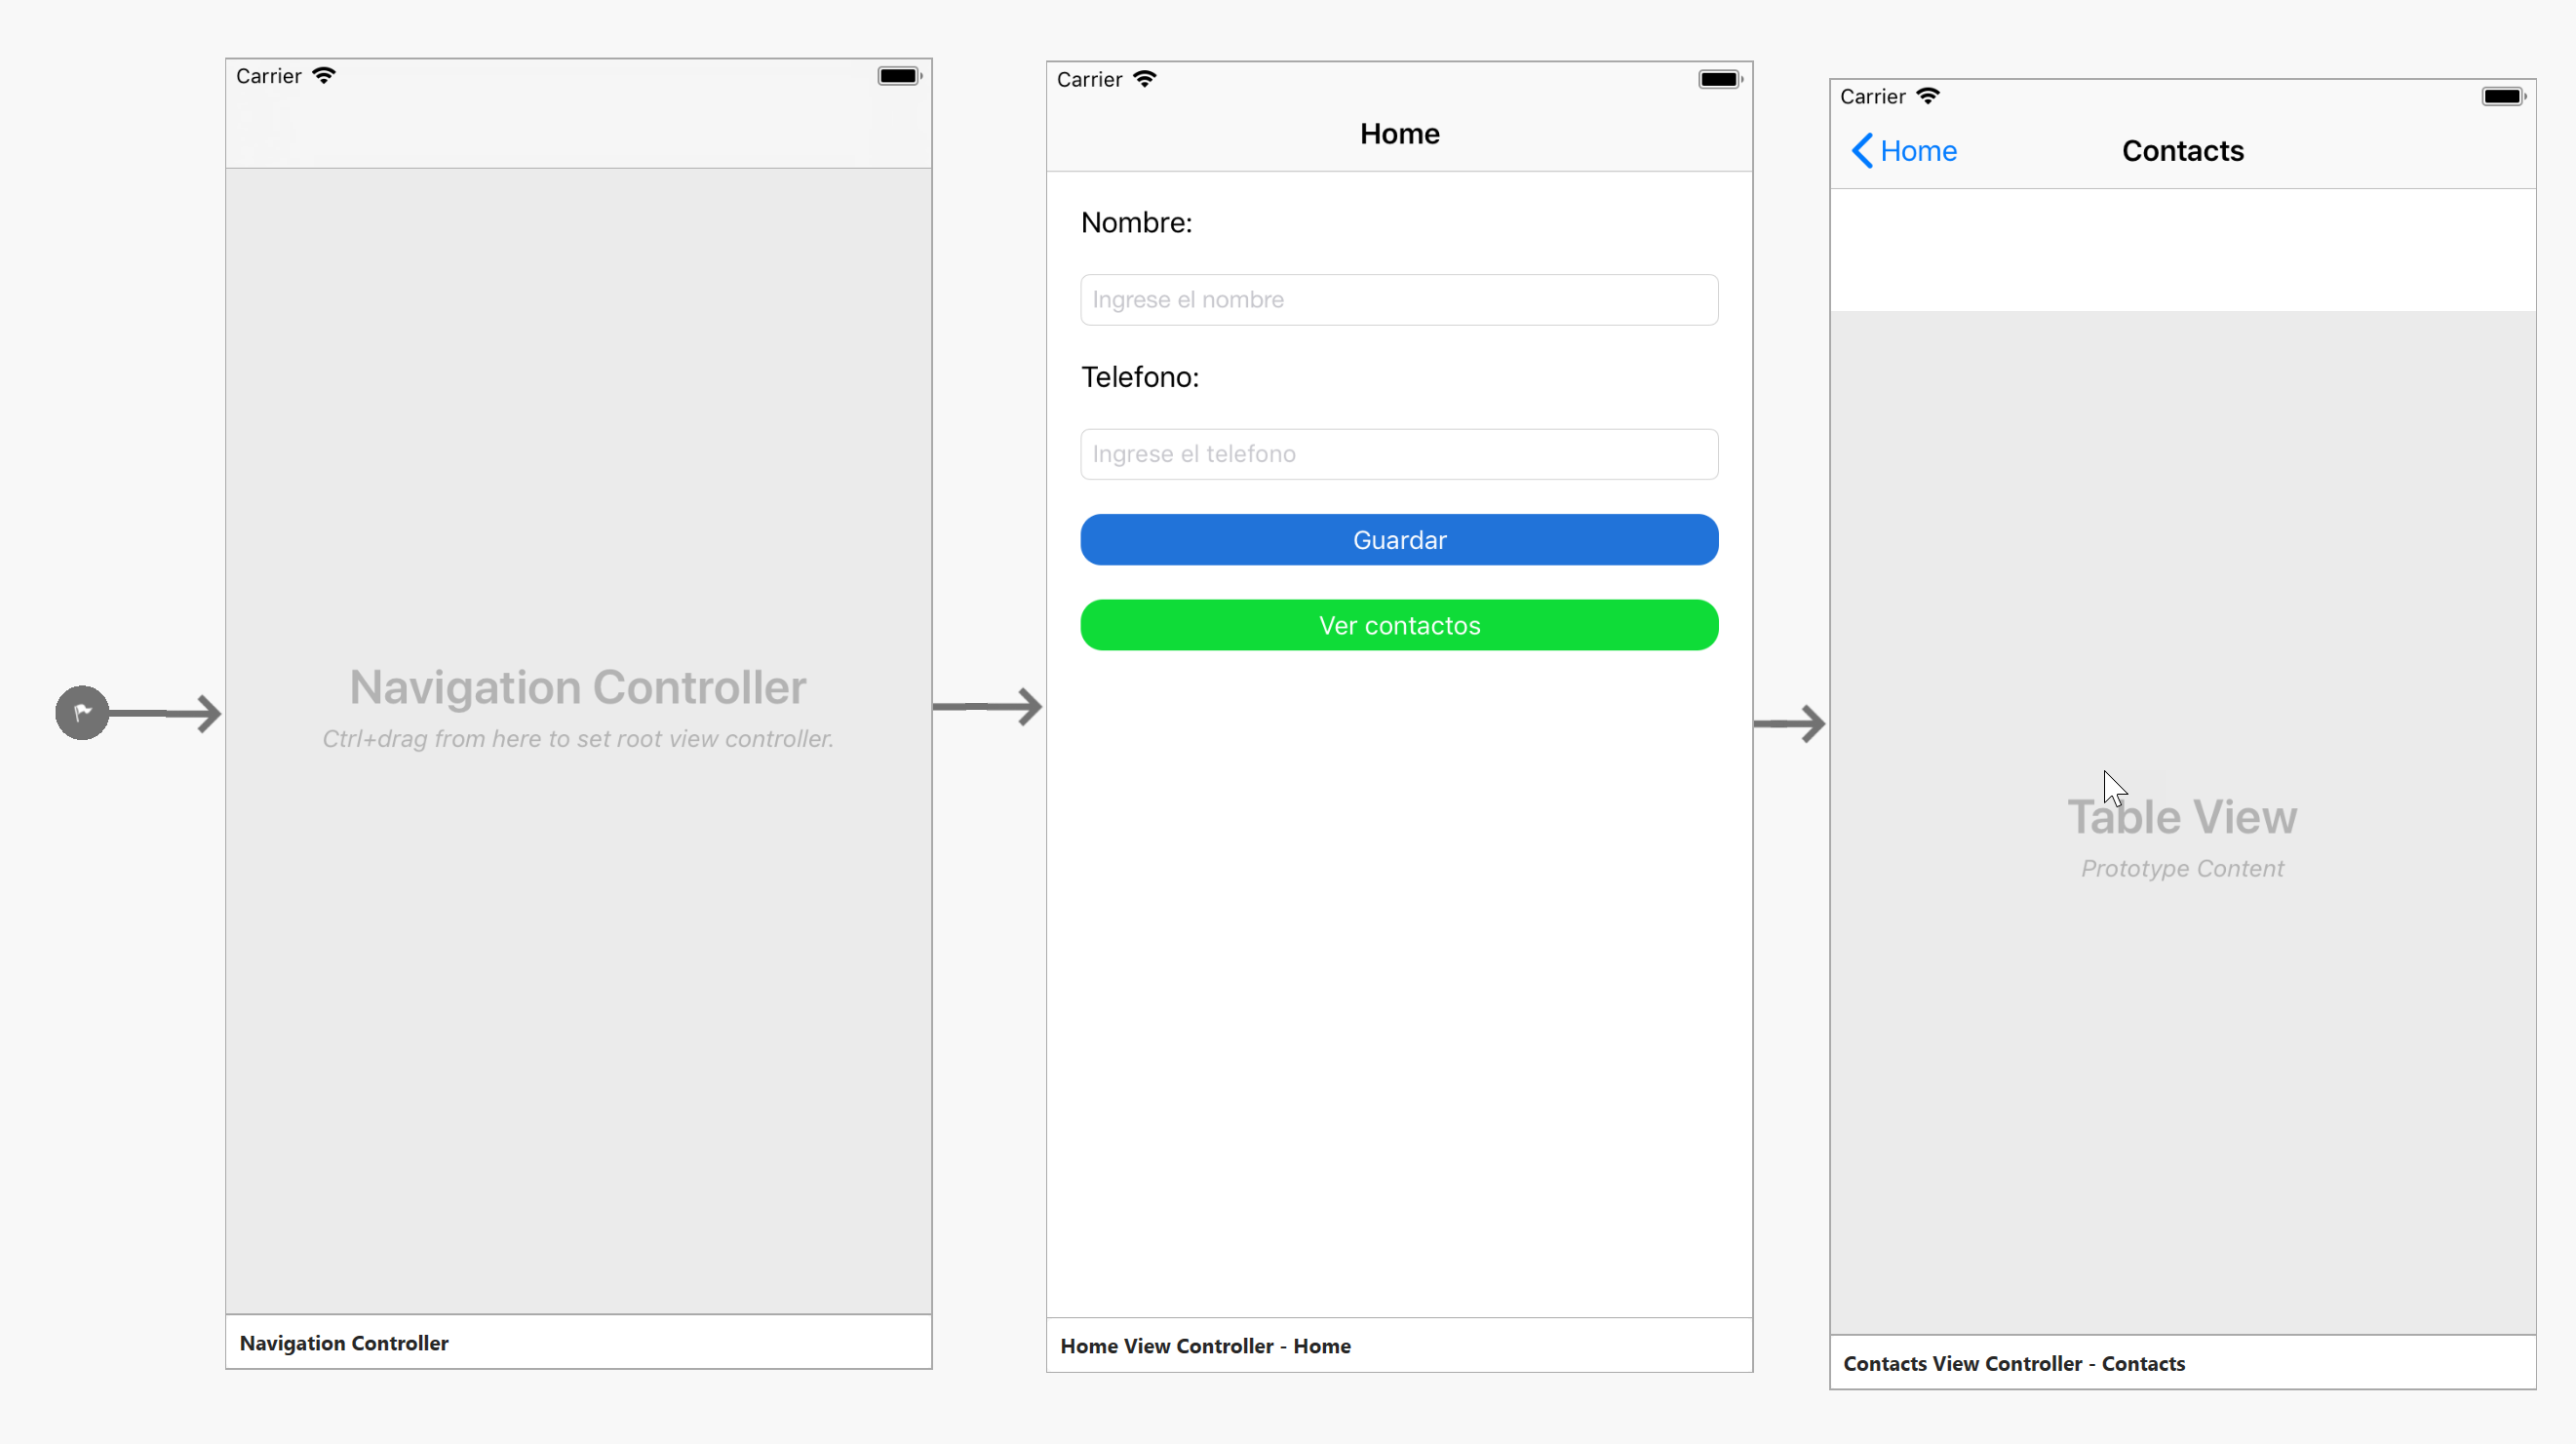 Carrier
Navigation Controller
Ctrl+drag from here to set root view controller.
Navigation Controller
Carrier
Home
Nombre:
Ingrese el nombre
Telefono:
Ingrese el telefono
Guardar
Ver contactos
Home View Controller - Home
Carrier
Home
Contacts
Table View
Prototype Content
Contacts View Controller - Contacts